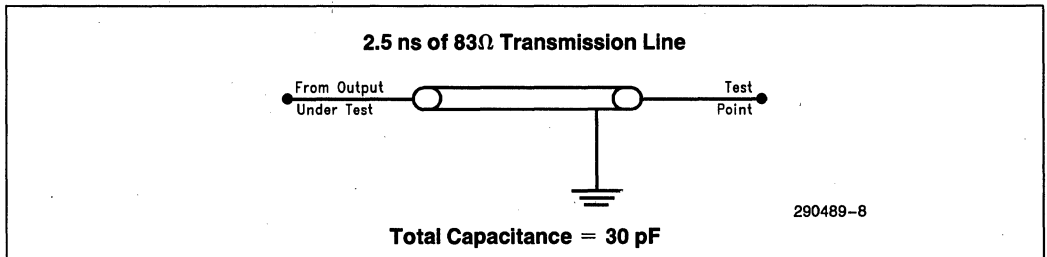 2.5 ns of 83Ω Transmission Line
From Output
Under Test
Test
Point
290489–8
Total Capacitance = 30 pF